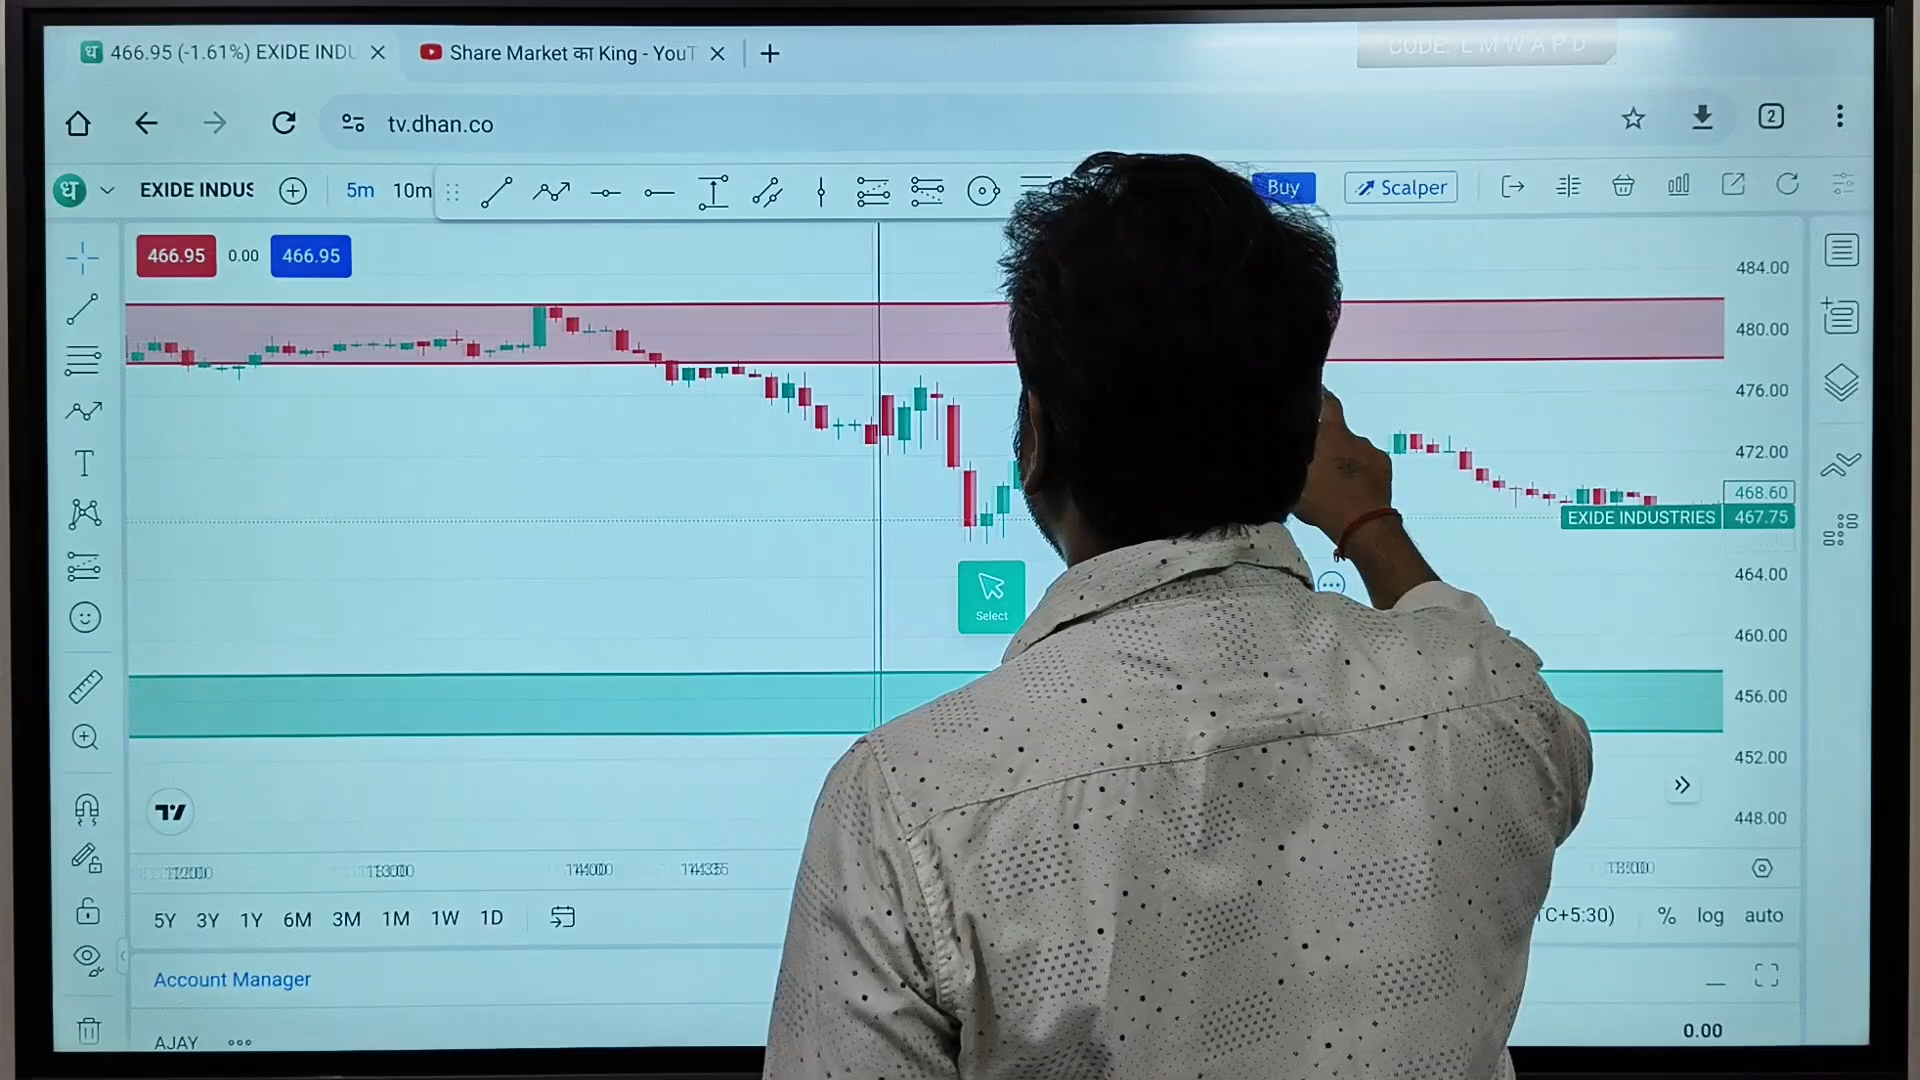 466.95 (-1.61%) EXIDE INDU
Share Market का King - YouT
CODE: L M W A P D
tv.dhan.co
2
ध
EXIDE INDUS
5m 10m
Buy
Scalper
466.95 0.00 466.95
484.00
480.00
476.00
472.00
468.60
EXIDE INDUSTRIES 467.75
464.00
460.00
456.00
452.00
448.00
Select
5Y 3Y 1Y 6M 3M 1M 1W 1D
TC+5:30) % log auto
Account Manager
AJAY
0.00